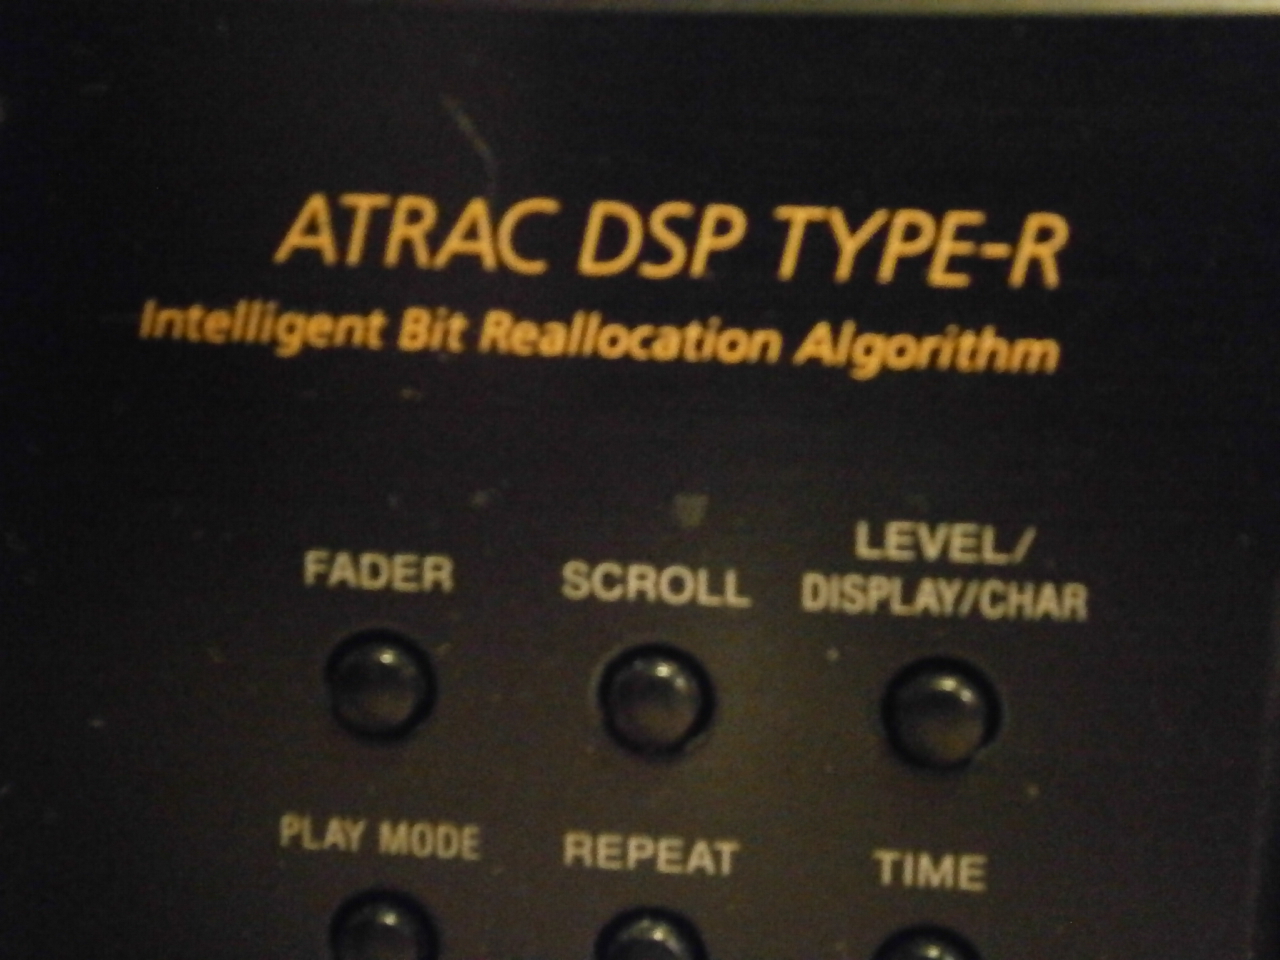 ATRAC DSP TYPE-R
Intelligent Bit Reallocation Algorithm
FADER
SCROLL
LEVEL/
DISPLAY/CHAR
PLAY MODE
REPEAT
TIME